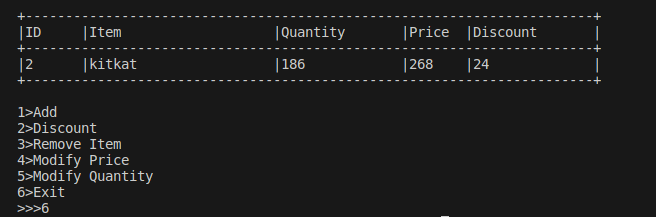 +-----------------------------------------------------------------------+
|ID     |Item                   |Quantity       |Price  |Discount       |
+-----------------------------------------------------------------------+
|2      |kitkat                 |186            |268    |24             |
+-----------------------------------------------------------------------+
1>Add
2>Discount
3>Remove Item
4>Modify Price
5>Modify Quantity
6>Exit
>>>6